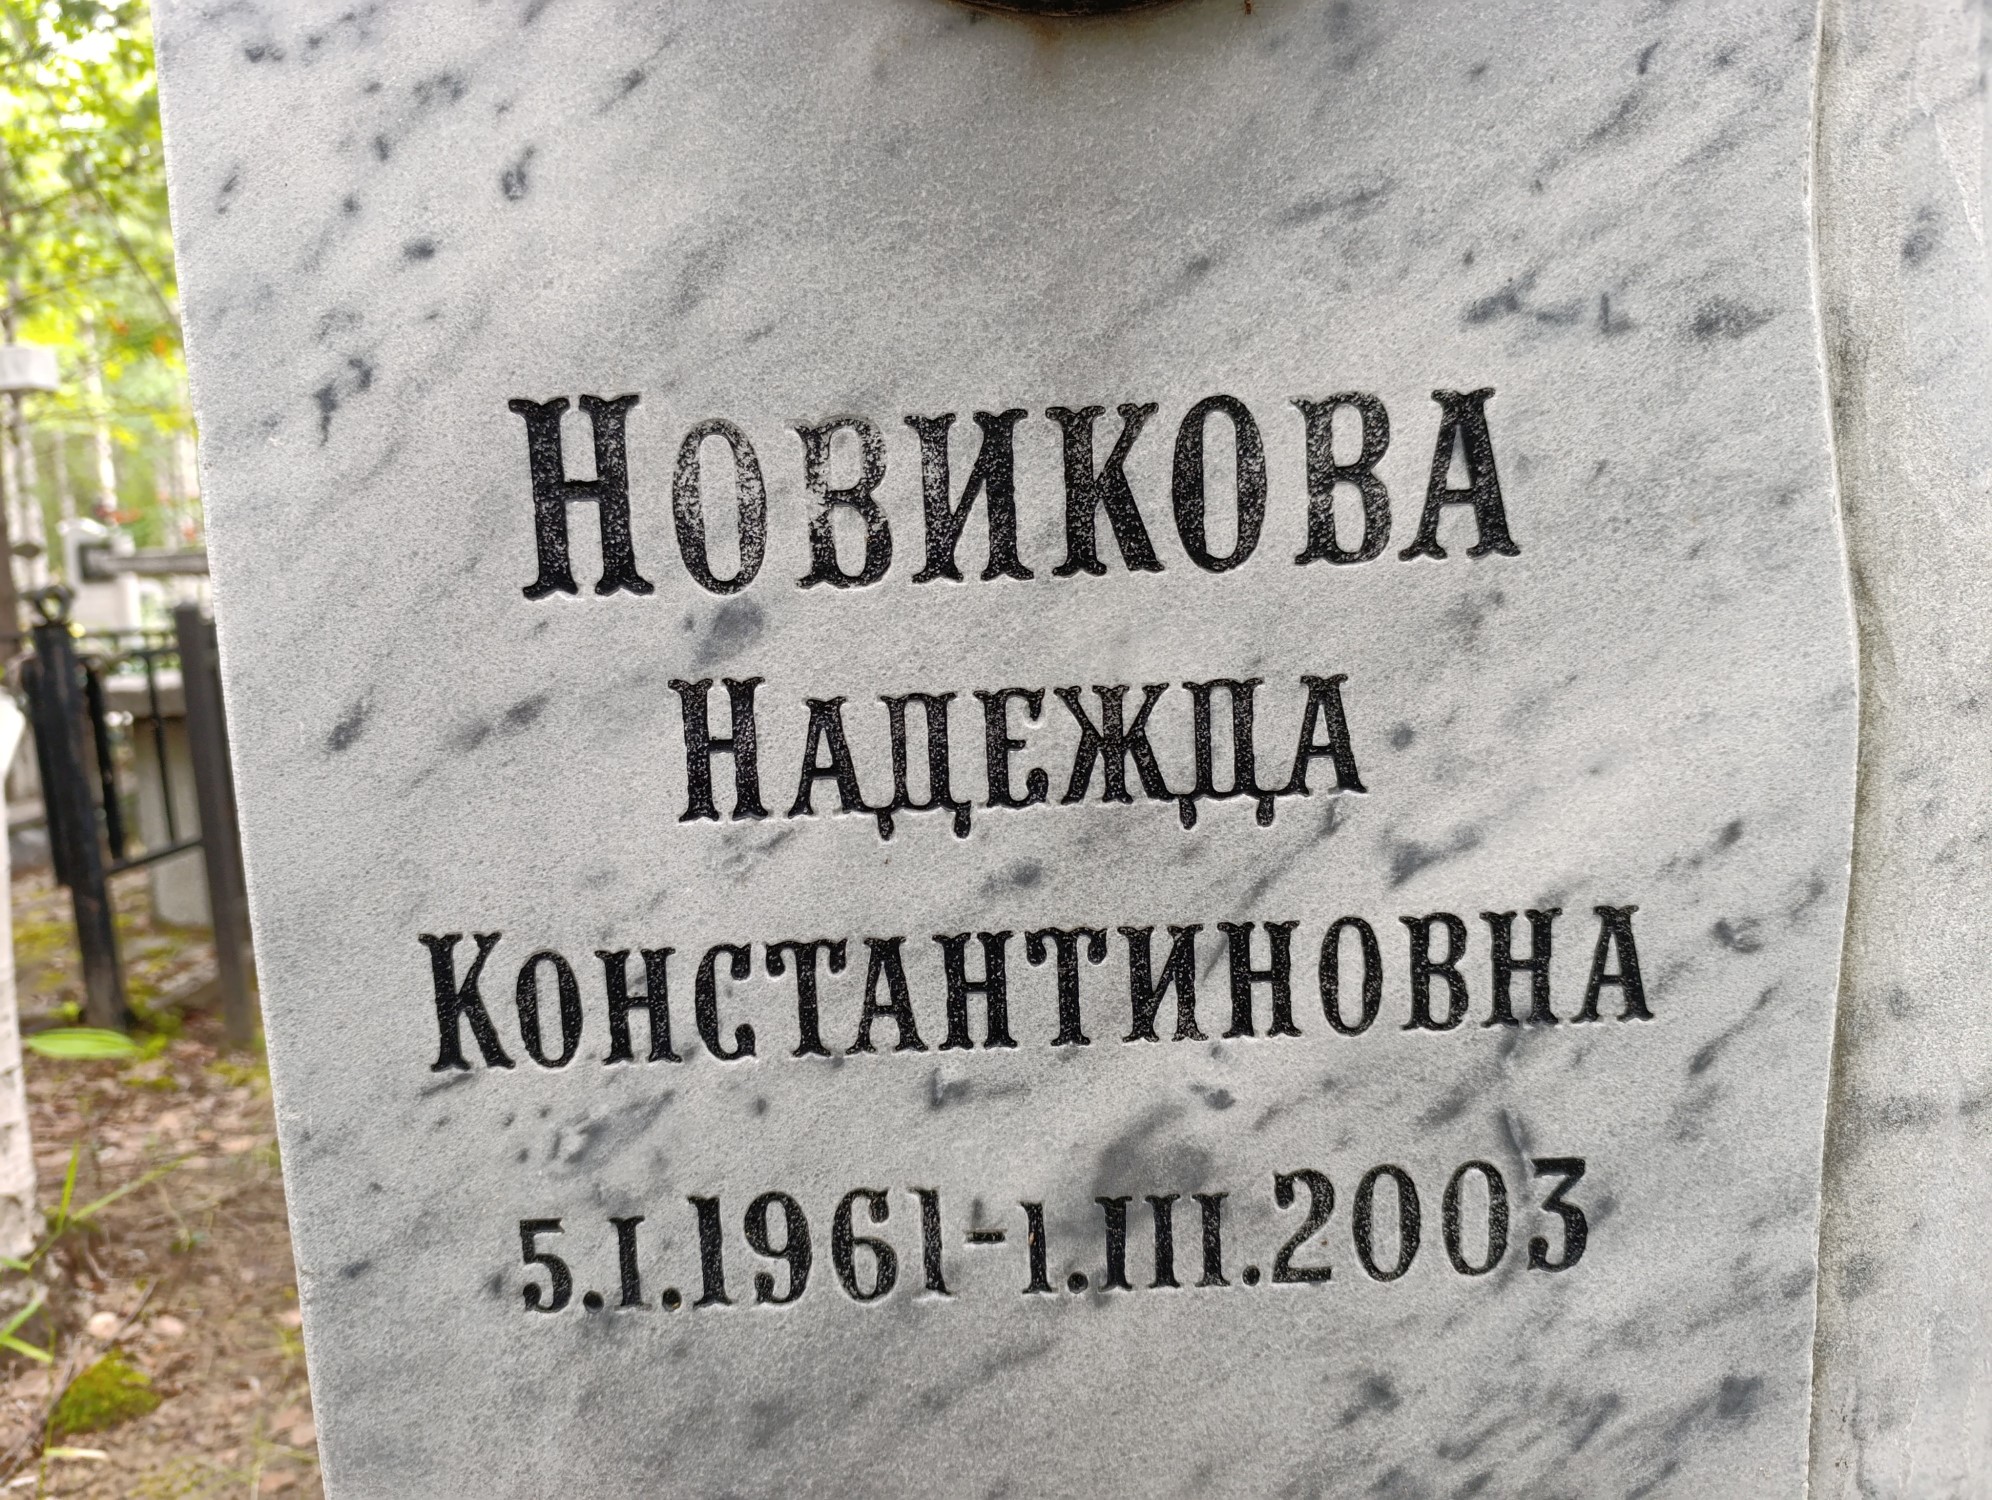 Новикова
Надежда
Константиновна
5.I.1961-1.III.2003